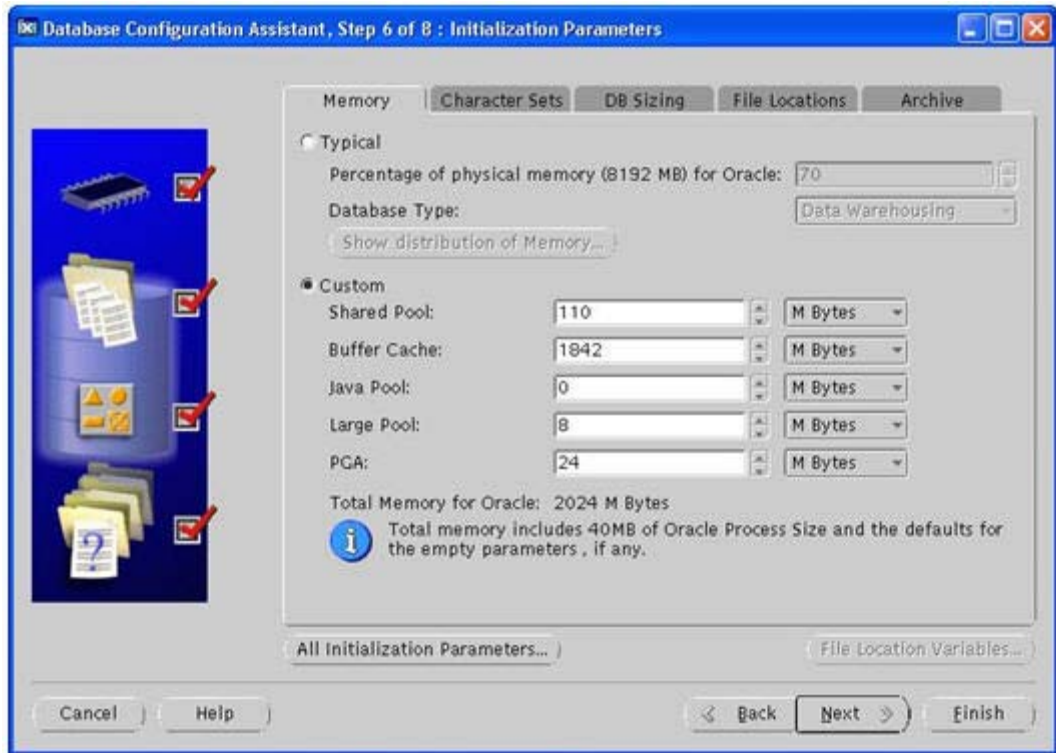 Database Configuration Assistant, Step 6 of 8 : Initialization Parameters
Memory Character Sets DB Sizing File Locations Archive
Typical
Percentage of physical memory (8192 MB) for Oracle: 70
Database Type: Data Warehousing
Show distribution of Memory...
Custom
Shared Pool: 110 M Bytes
Buffer Cache: 1842 M Bytes
Java Pool: 0 M Bytes
Large Pool: 8 M Bytes
PGA: 24 M Bytes
Total Memory for Oracle: 2024 M Bytes
Total memory includes 40MB of Oracle Process Size and the defaults for
the empty parameters , if any.
All Initialization Parameters... File Location Variables...
Cancel Help Back Next Finish